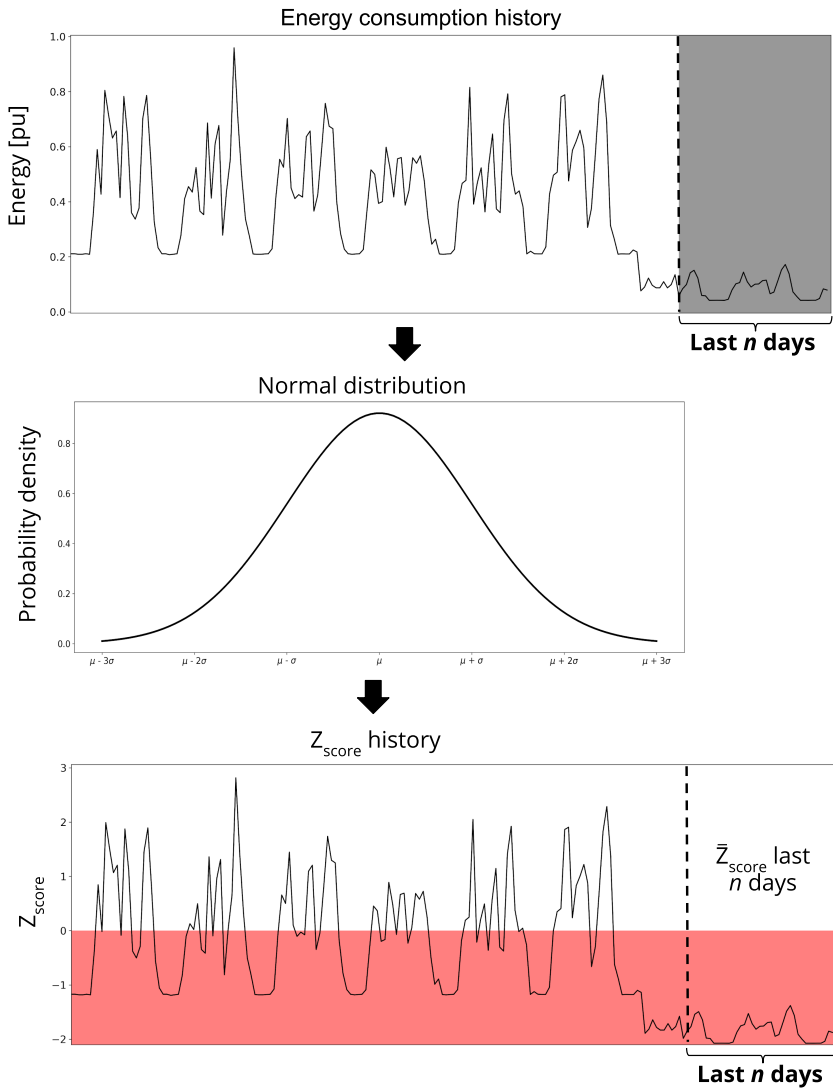 Energy consumption history
Energy [pu]
1.0
0.8
0.6
0.4
0.2
0.0
Last n days
Normal distribution
Probability density
0.8
0.6
0.4
0.2
0.0
μ - 3σ
μ - 2σ
μ - σ
μ
μ + σ
μ + 2σ
μ + 3σ
Zscore history
Zscore
3
2
1
0
−1
−2
Z̄score last
n days
Last n days